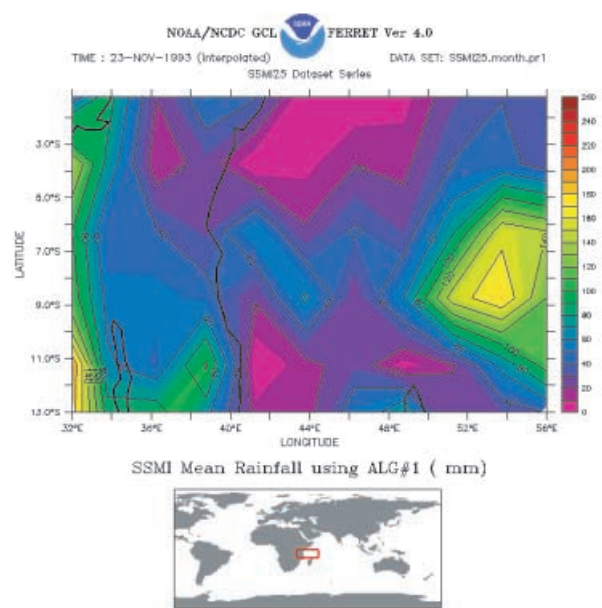 NOAA/NCDC GCL FERRET Ver 4.0
NOAA
TIME : 23-NOV-1993 (interpolated) DATA SET: SSMI25.month.pr1
SSMI25 Dataset Series
3.0°S
5.0°S
7.0°S
9.0°S
11.0°S
13.0°S
LATITUDE
32°E 36°E 40°E 44°E 48°E 52°E 56°E
LONGITUDE
120
100
260
240
220
200
180
160
140
120
100
80
60
40
20
0
SSMI Mean Rainfall using ALG#1 ( mm)